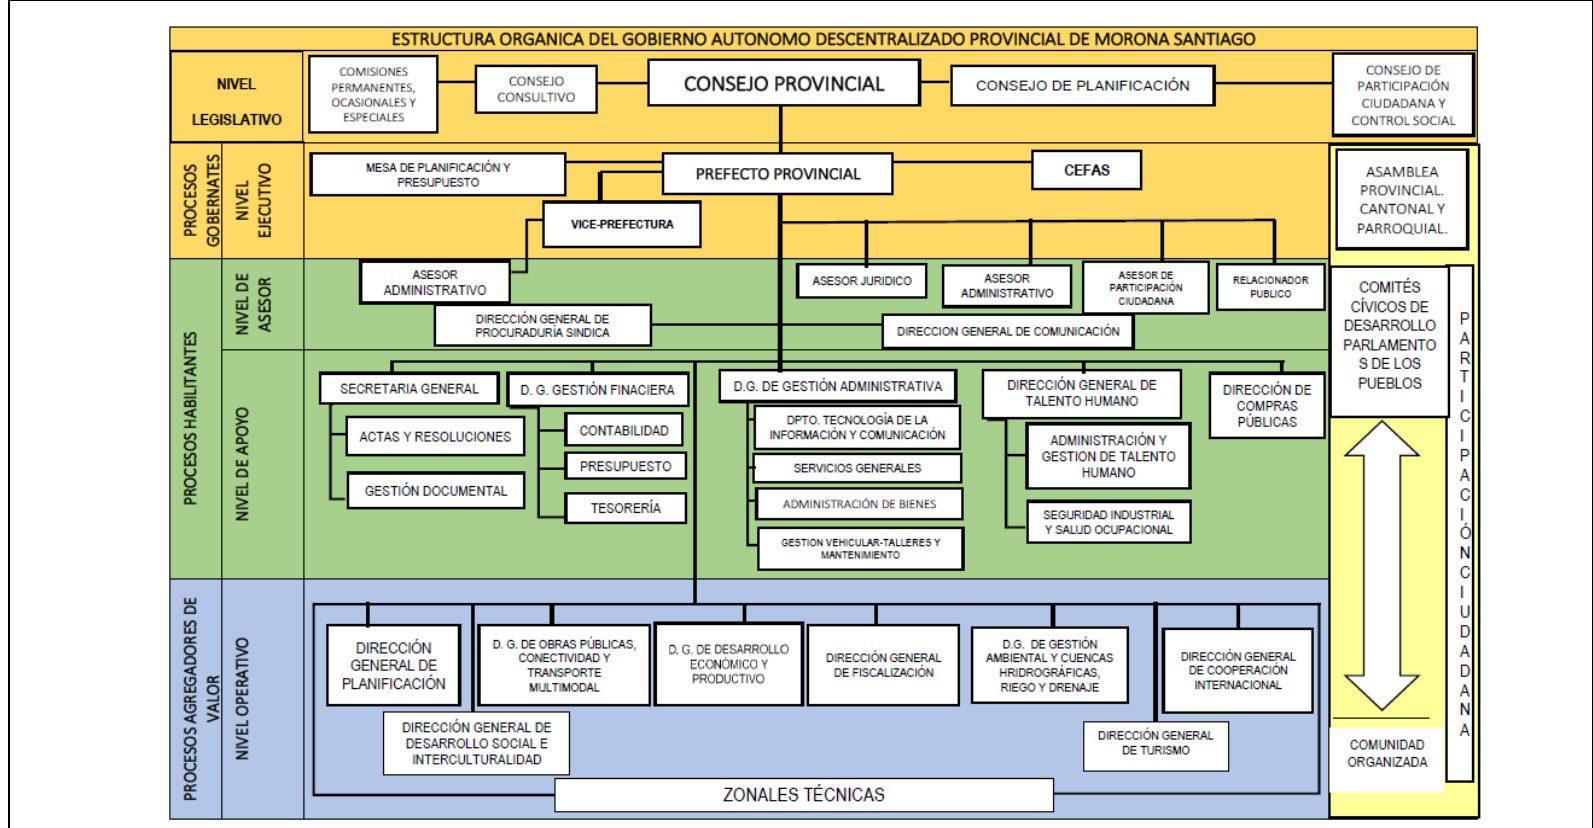 ESTRUCTURA ORGANICA DEL GOBIERNO AUTONOMO DESCENTRALIZADO PROVINCIAL DE MORONA SANTIAGO
NIVEL
LEGISLATIVO
COMISIONES
PERMANENTES,
OCASIONALES Y
ESPECIALES
CONSEJO
CONSULTIVO
CONSEJO PROVINCIAL
CONSEJO DE PLANIFICACIÓN
CONSEJO DE
PARTICIPACIÓN
CIUDADANA Y
CONTROL SOCIAL
PROCESOS
GOBERNATES
NIVEL
EJECUTIVO
MESA DE PLANIFICACIÓN Y
PRESUPUESTO
PREFECTO PROVINCIAL
CEFAS
VICE-PREFECTURA
ASAMBLEA
PROVINCIAL.
CANTONAL Y
PARROQUIAL.
PROCESOS HABILITANTES
NIVEL DE
ASESOR
ASESOR
ADMINISTRATIVO
ASESOR JURIDICO
ASESOR
ADMINISTRATIVO
ASESOR DE
PARTICIPACIÓN
CIUDADANA
RELACIONADOR
PUBLICO
DIRECCIÓN GENERAL DE
PROCURADURÍA SINDICA
DIRECCION GENERAL DE COMUNICACIÓN
COMITÉS
CÍVICOS DE
DESARROLLO
PARLAMENTO
S DE LOS
PUEBLOS
PARTICIPACIÓNCIUDADANA
NIVEL DE APOYO
SECRETARIA GENERAL
ACTAS Y RESOLUCIONES
GESTIÓN DOCUMENTAL
D. G. GESTIÓN FINACIERA
CONTABILIDAD
PRESUPUESTO
TESORERÍA
D.G. DE GESTIÓN ADMINISTRATIVA
DPTO. TECNOLOGÍA DE LA
INFORMACIÓN Y COMUNICACIÓN
SERVICIOS GENERALES
ADMINISTRACIÓN DE BIENES
GESTION VEHICULAR-TALLERES Y
MANTENIMIENTO
DIRECCIÓN GENERAL DE
TALENTO HUMANO
ADMINISTRACIÓN Y
GESTION DE TALENTO
HUMANO
SEGURIDAD INDUSTRIAL
Y SALUD OCUPACIONAL
DIRECCIÓN DE
COMPRAS
PÚBLICAS
PROCESOS AGREGADORES DE
VALOR
NIVEL OPERATIVO
DIRECCIÓN
GENERAL DE
PLANIFICACIÓN
D. G. DE OBRAS PÚBLICAS,
CONECTIVIDAD Y
TRANSPORTE
MULTIMODAL
D. G. DE DESARROLLO
ECONÓMICO Y
PRODUCTIVO
DIRECCIÓN GENERAL
DE FISCALIZACIÓN
D.G. DE GESTIÓN
AMBIENTAL Y CUENCAS
HRIDROGRÁFICAS,
RIEGO Y DRENAJE
DIRECCIÓN GENERAL
DE COOPERACIÓN
INTERNACIONAL
DIRECCIÓN GENERAL DE
DESARROLLO SOCIAL E
INTERCULTURALIDAD
DIRECCIÓN GENERAL
DE TURISMO
COMUNIDAD
ORGANIZADA
ZONALES TÉCNICAS